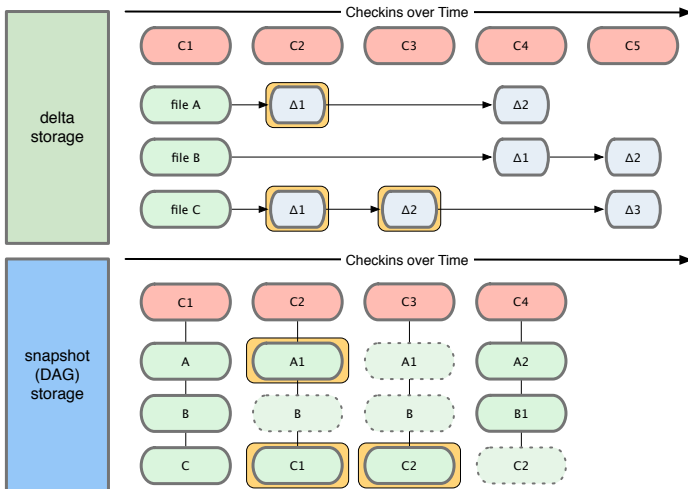 Checkins over Time
C1 C2 C3 C4 C5
delta
storage
file A Δ1 Δ2
file B Δ1 Δ2
file C Δ1 Δ2 Δ3
Checkins over Time
C1 C2 C3 C4
snapshot
(DAG)
storage
A A1 A1 A2
B B B B1
C C1 C2 C2